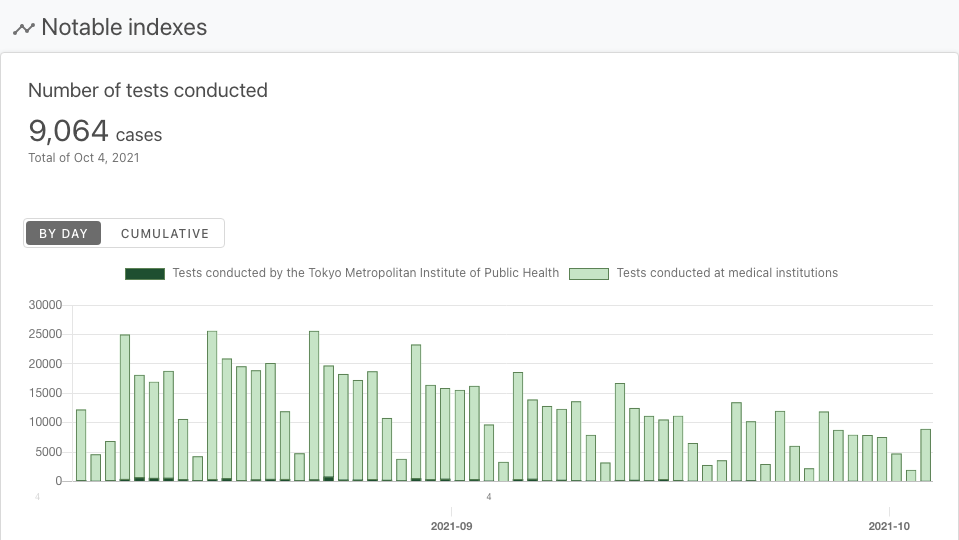 Notable indexes
Number of tests conducted
9,064 cases
Total of Oct 4, 2021
BY DAY CUMULATIVE
Tests conducted by the Tokyo Metropolitan Institute of Public Health Tests conducted at medical institutions
30000
25000
20000
15000
10000
5000
0
4 4
2021-09 2021-10